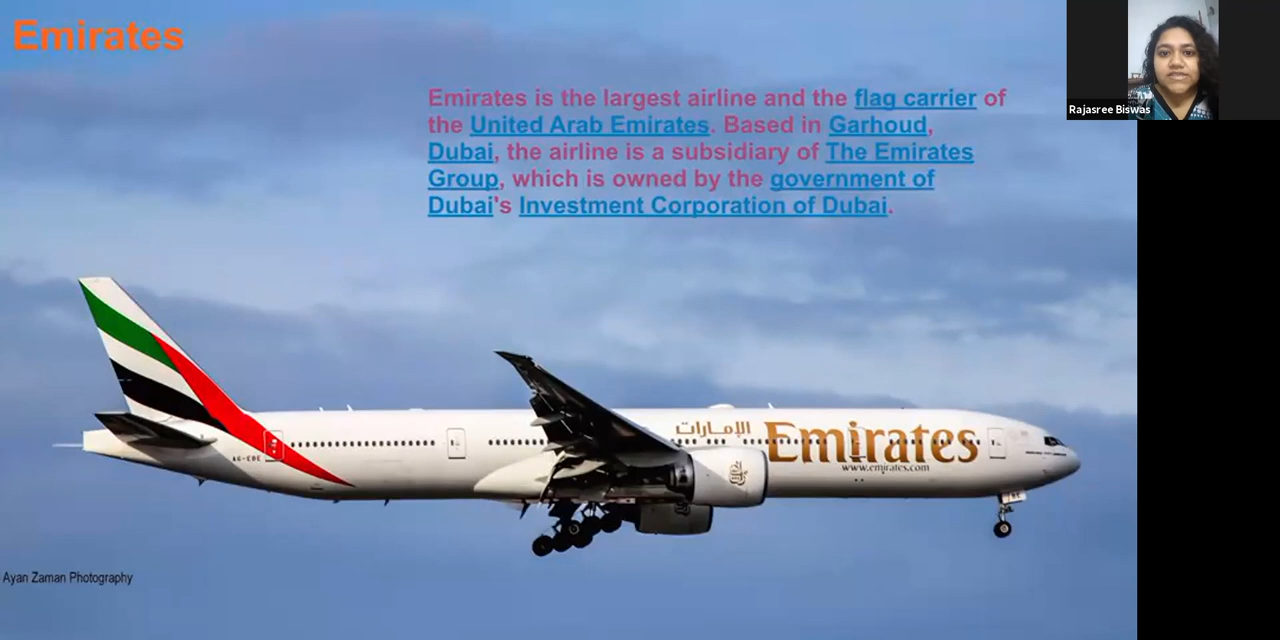 Emirates
Emirates is the largest airline and the flag carrier of
the United Arab Emirates. Based in Garhoud,
Dubai, the airline is a subsidiary of The Emirates
Group, which is owned by the government of
Dubai's Investment Corporation of Dubai.
Rajasree Biswas
الإمارات
Emirates
www.emirates.com
Ayan Zaman Photography